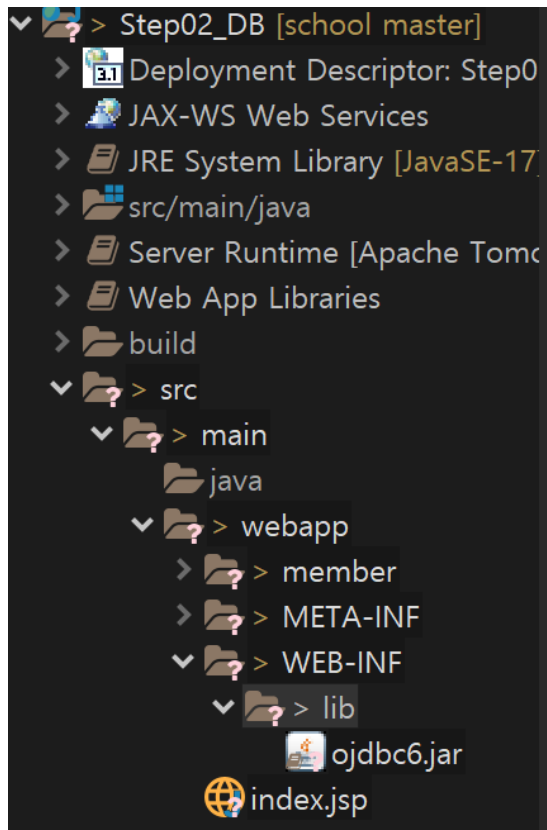 > Step02_DB [school master]
Deployment Descriptor: Step0
JAX-WS Web Services
JRE System Library [JavaSE-17]
src/main/java
Server Runtime [Apache Tomc
Web App Libraries
build
> src
> main
java
> webapp
> member
> META-INF
> WEB-INF
> lib
ojdbc6.jar
index.jsp